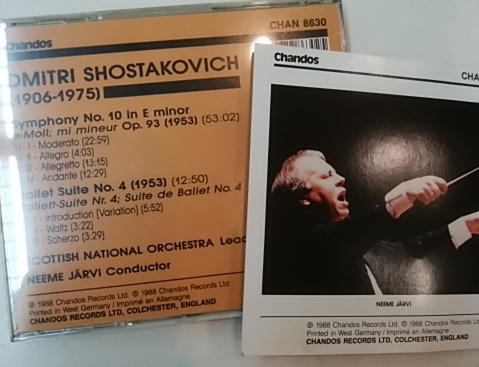 CHAN 8630
Chandos
DMITRI SHOSTAKOVICH
(1906-1975)
Symphony No. 10 in E minor
e-Moll; mi mineur Op. 93 (1953) (53:02)
I - Moderato (22:59)
II - Allegro (4:03)
III - Allegretto (13:15)
IV - Andante (12:29)
Ballet Suite No. 4 (1953) (12:50)
Ballett-Suite Nr. 4; Suite de Ballet No. 4
I - Introduction [Variation] (5:52)
II - Waltz (3:22)
III - Scherzo (3:29)
SCOTTISH NATIONAL ORCHESTRA
NEEME JÄRVI Conductor
℗ 1988 Chandos Records Ltd. © 1988 Chandos Records Ltd.
Printed in West Germany / Imprimé en Allemagne
CHANDOS RECORDS LTD, COLCHESTER, ENGLAND
Chandos
CHA
NEEME JÄRVI
℗ 1988 Chandos Records Ltd. © 1988 Chandos Records
Printed in West Germany / Imprimé en Allemagne
CHANDOS RECORDS LTD, COLCHESTER, ENGLAND